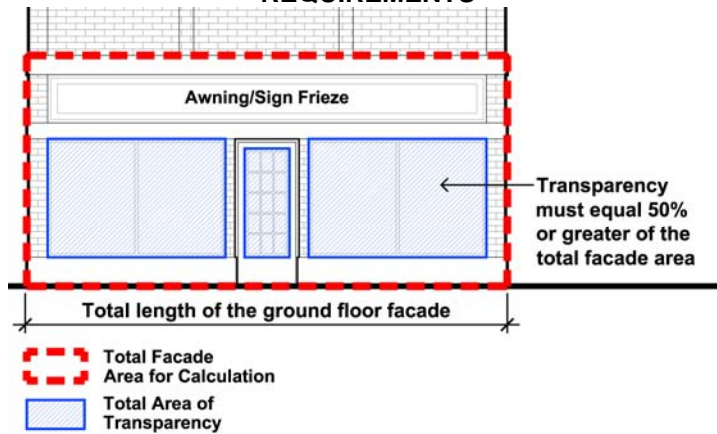 REQUIREMENTS
Awning/Sign Frieze
Transparency
must equal 50%
or greater of the
total facade area
Total length of the ground floor facade
Total Facade
Area for Calculation
Total Area of
Transparency